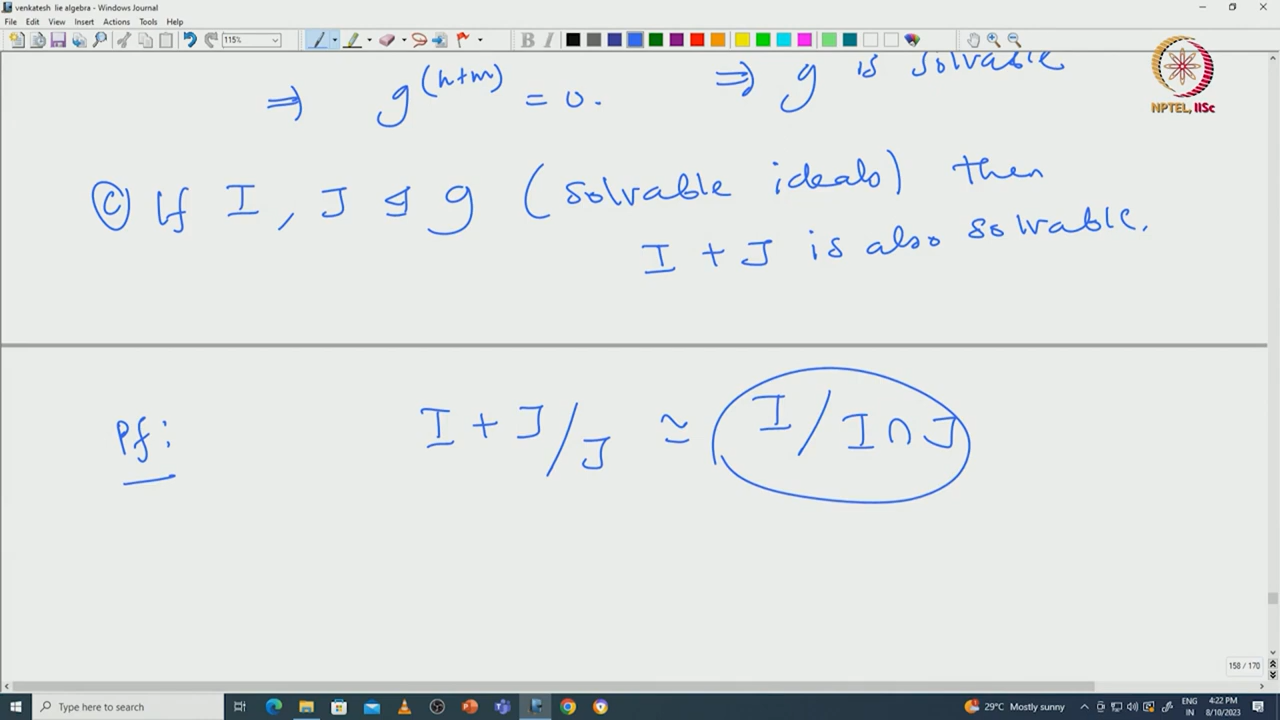 venkatesh lie algebra - Windows Journal
File Edit View Insert Actions Tools Help
115%
B I
NPTEL, IISc
⇒ g^(n+m) = 0. ⇒ g is solvable
(c) If I, J ⊴ g (solvable ideals) then
I + J is also solvable.
Pf: I + J / J ≃ I / I ∩ J
158 / 170
Type here to search
29°C Mostly sunny
ENG
IN
4:22 PM
8/10/2023